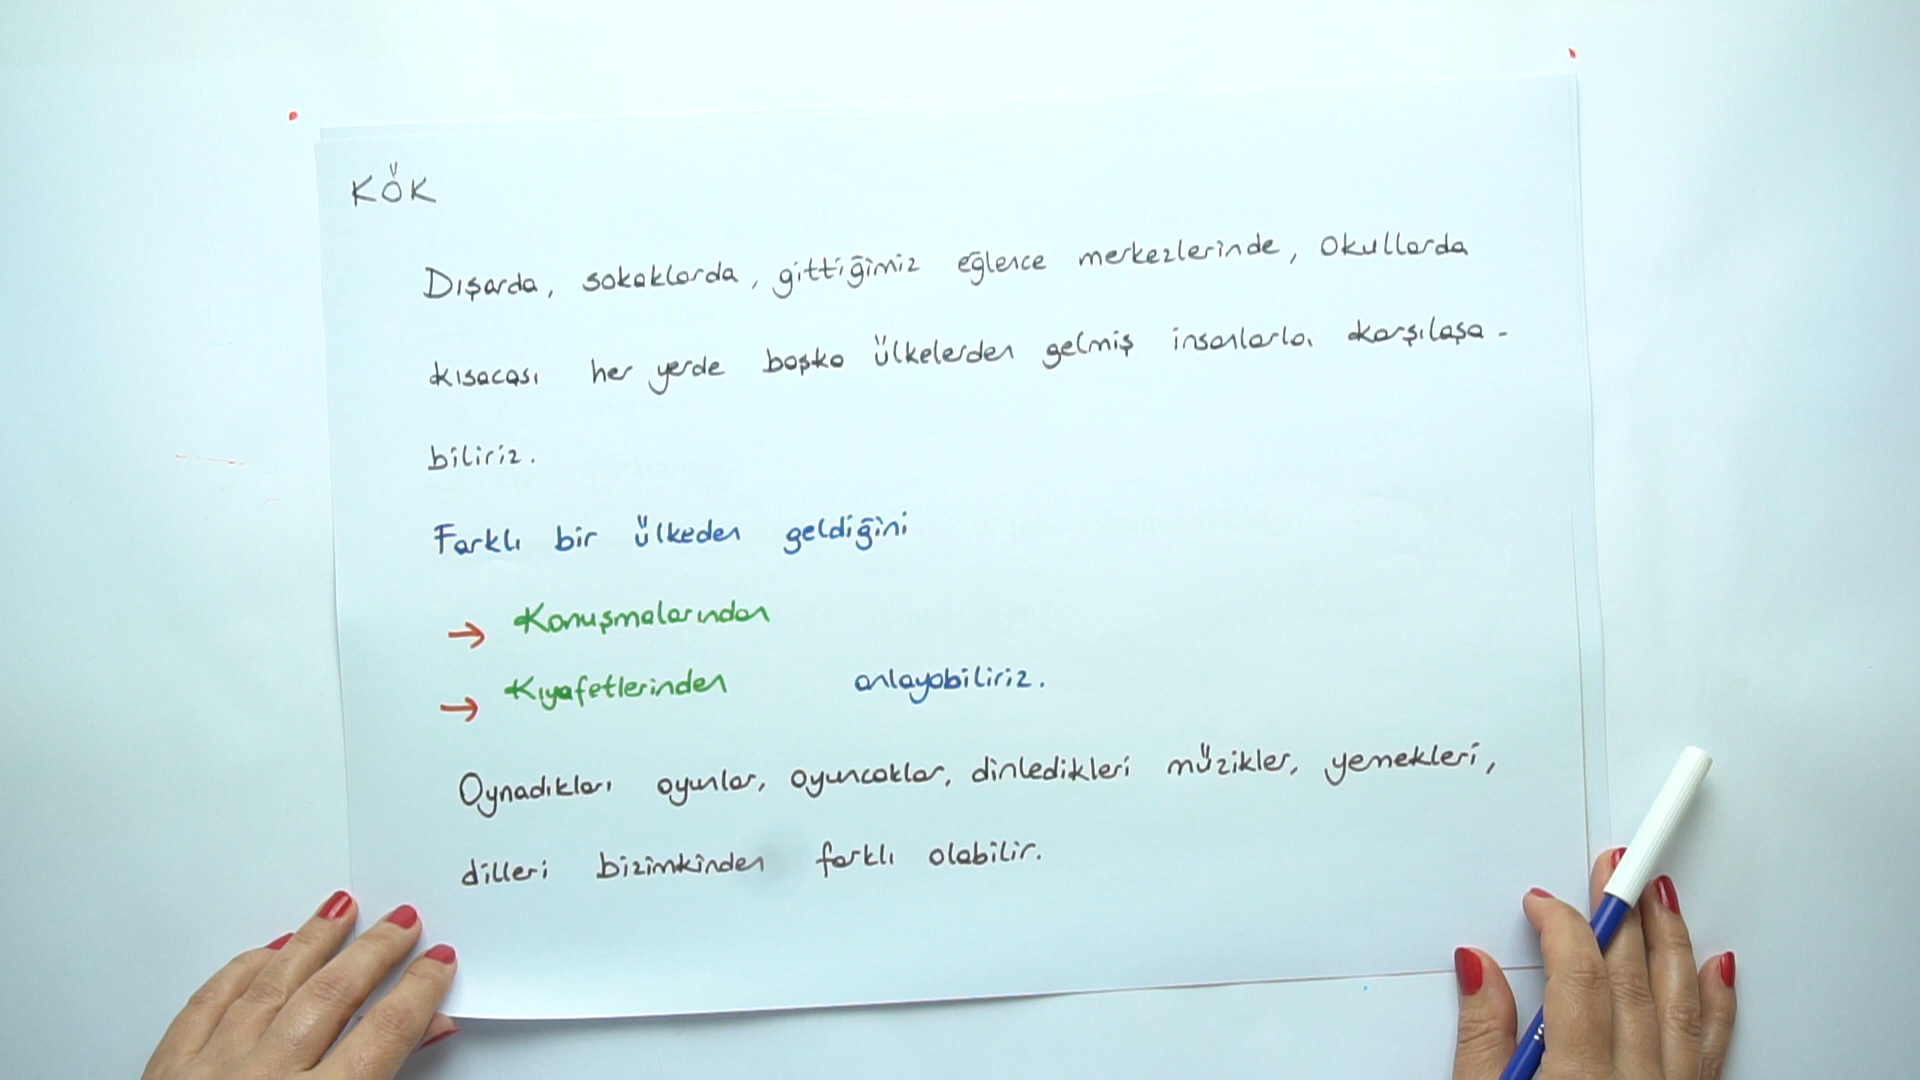 KÖK
Dışarda, sokaklarda, gittiğimiz eğlence merkezlerinde, okullarda
kısacası her yerde başka ülkelerden gelmiş insanlarla karşılaşa-
biliriz.
Farklı bir ülkeden geldiğini
→ Konuşmalarından
→ Kıyafetlerinden anlayabiliriz.
Oynadıkları oyunlar, oyuncaklar, dinledikleri müzikler, yemekleri,
dilleri bizimkinden farklı olabilir.